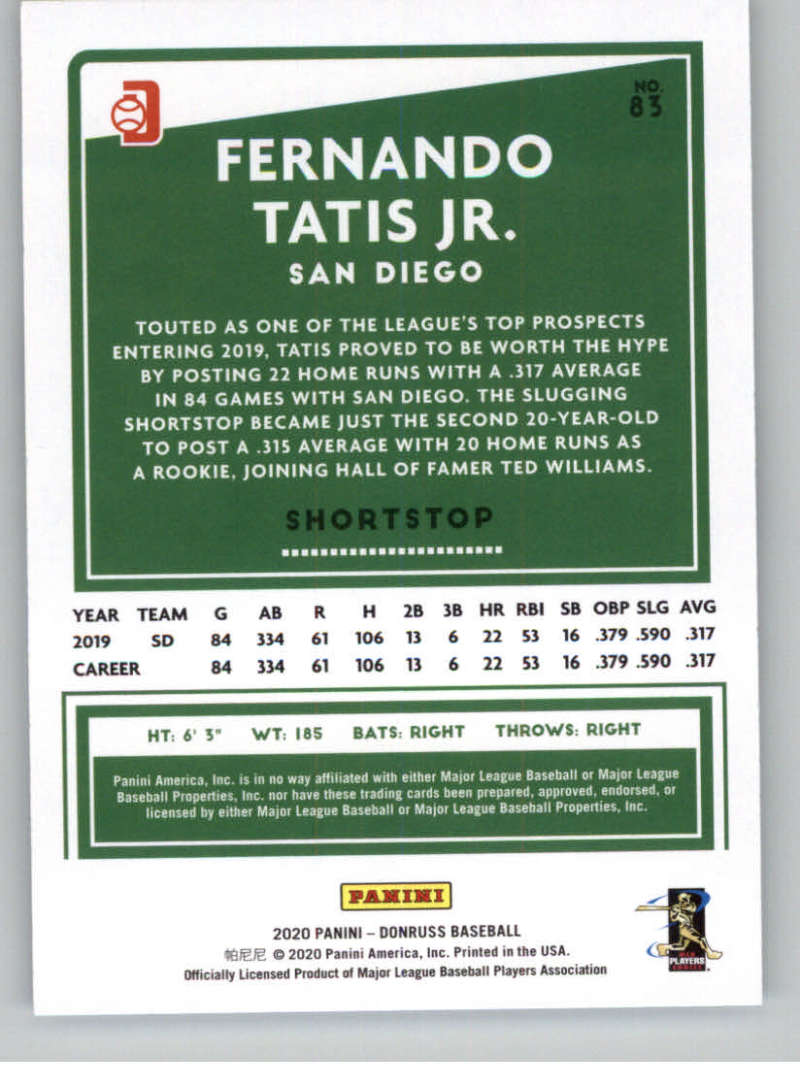 NO.
83
FERNANDO
TATIS JR.
SAN DIEGO
TOUTED AS ONE OF THE LEAGUE'S TOP PROSPECTS
ENTERING 2019, TATIS PROVED TO BE WORTH THE HYPE
BY POSTING 22 HOME RUNS WITH A .317 AVERAGE
IN 84 GAMES WITH SAN DIEGO. THE SLUGGING
SHORTSTOP BECAME JUST THE SECOND 20-YEAR-OLD
TO POST A .315 AVERAGE WITH 20 HOME RUNS AS
A ROOKIE, JOINING HALL OF FAMER TED WILLIAMS.
SHORTSTOP
YEAR TEAM G AB R H 2B 3B HR RBI SB OBP SLG AVG
2019 SD 84 334 61 106 13 6 22 53 16 .379 .590 .317
CAREER 84 334 61 106 13 6 22 53 16 .379 .590 .317
HT: 6' 3" WT: 185 BATS: RIGHT THROWS: RIGHT
Panini America, Inc. is in no way affiliated with either Major League Baseball or Major League
Baseball Properties, Inc. nor have these trading cards been prepared, approved, endorsed, or
licensed by either Major League Baseball or Major League Baseball Properties, Inc.
PANINI
2020 PANINI – DONRUSS BASEBALL
帕尼尼 © 2020 Panini America, Inc. Printed in the USA.
Officially Licensed Product of Major League Baseball Players Association
PLAYERS